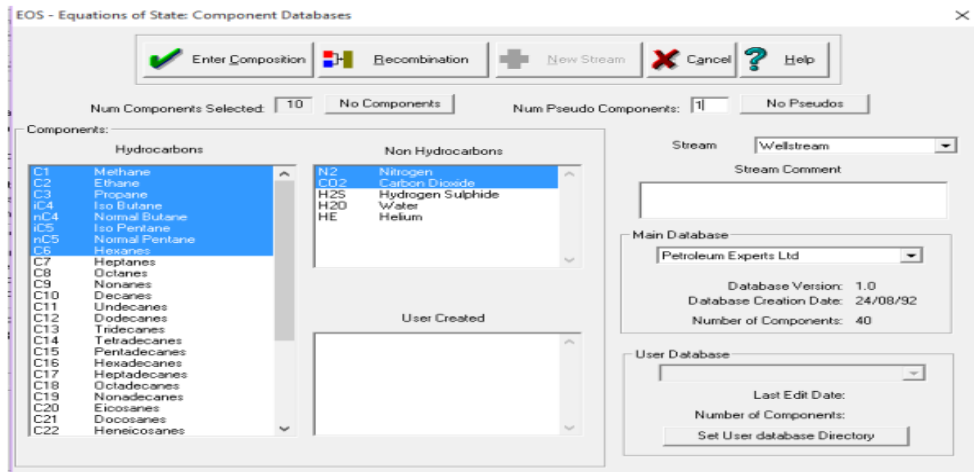 EOS - Equations of State: Component Databases
Enter Composition
Recombination
New Stream
Cancel
Help
Num Components Selected: 10
No Components
Num Pseudo Components: 1
No Pseudos
Components:
Hydrocarbons
C1 Methane
C2 Ethane
C3 Propane
iC4 Iso Butane
nC4 Normal Butane
iC5 Iso Pentane
nC5 Normal Pentane
C6 Hexanes
C7 Heptanes
C8 Octanes
C9 Nonanes
C10 Decanes
C11 Undecanes
C12 Dodecanes
C13 Tridecanes
C14 Tetradecanes
C15 Pentadecanes
C16 Hexadecanes
C17 Heptadecanes
C18 Octadecanes
C19 Nonadecanes
C20 Eicosanes
C21 Docosanes
C22 Heneicosanes
Non Hydrocarbons
N2 Nitrogen
CO2 Carbon Dioxide
H2S Hydrogen Sulphide
H2O Water
HE Helium
User Created
Stream Wellstream
Stream Comment
Main Database
Petroleum Experts Ltd
Database Version: 1.0
Database Creation Date: 24/08/92
Number of Components: 40
User Database
Last Edit Date:
Number of Components:
Set User database Directory